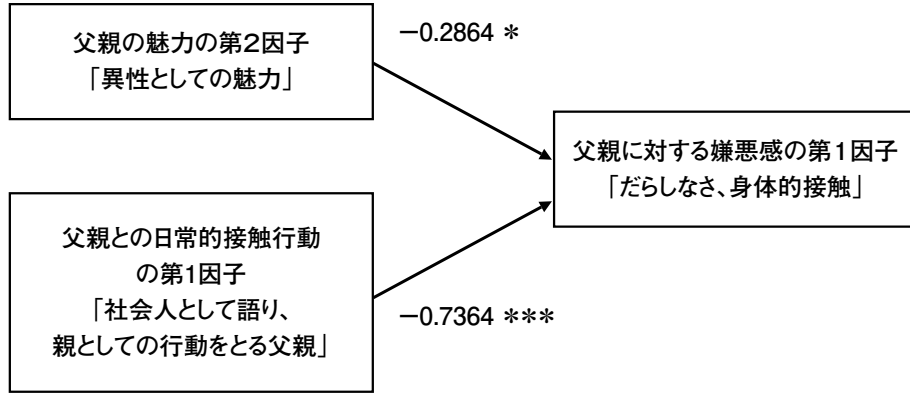 父親の魅力の第2因子
「異性としての魅力」
−0.2864 *
父親に対する嫌悪感の第1因子
「だらしなさ、身体的接触」
父親との日常的接触行動
の第1因子
「社会人として語り、
親としての行動をとる父親」
−0.7364 ***